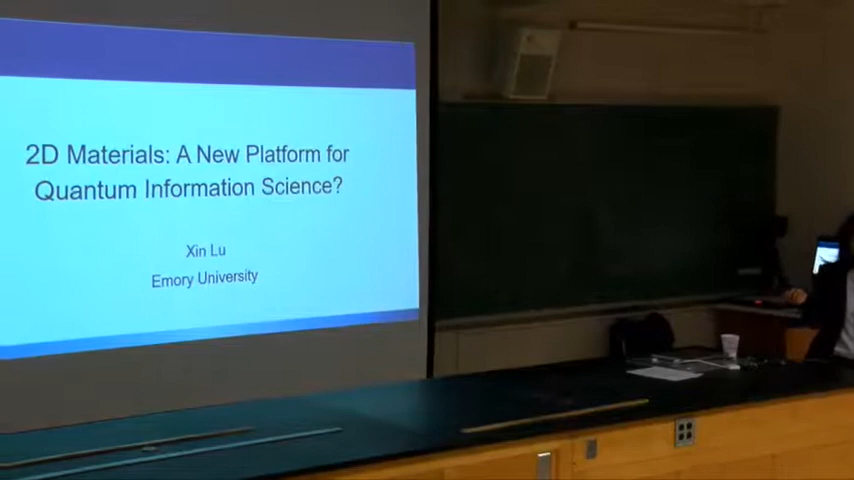 2D Materials: A New Platform for
Quantum Information Science?
Xin Lu
Emory University